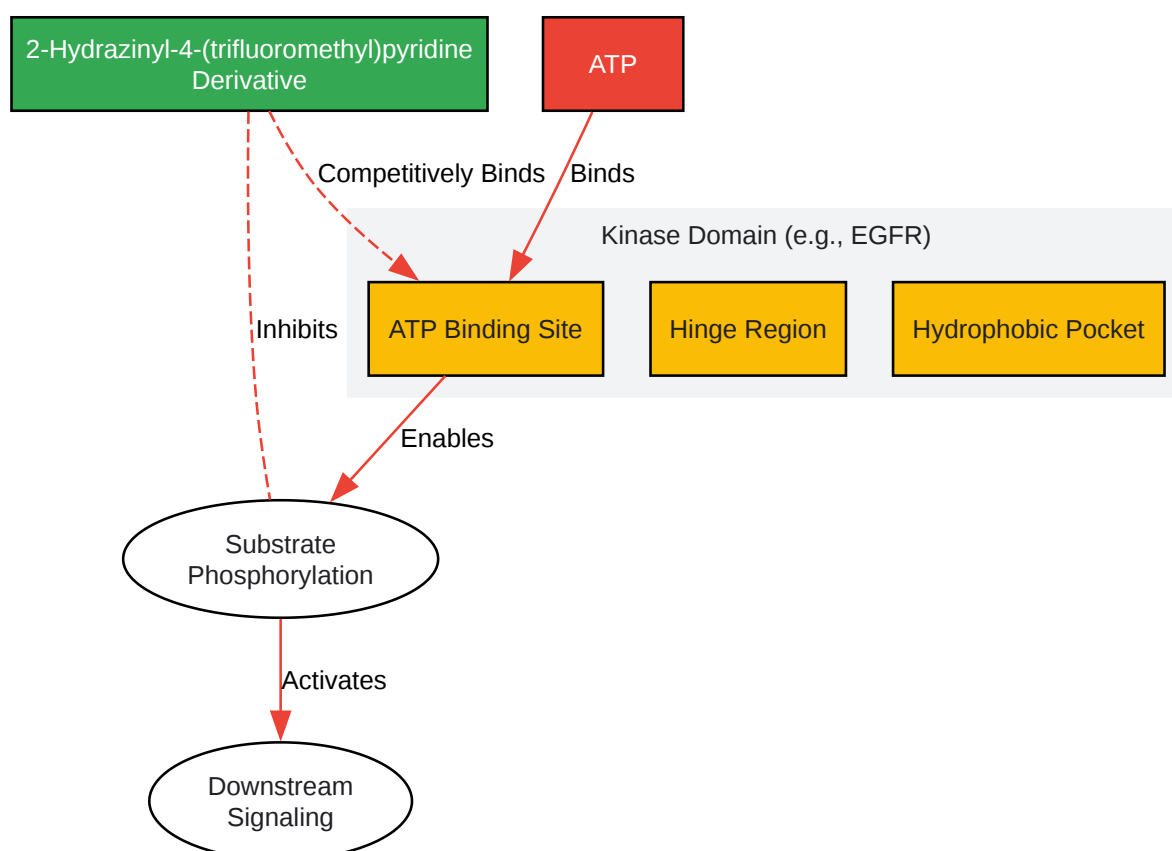 2-Hydrazinyl-4-(trifluoromethyl)pyridine
Derivative
ATP
Competitively Binds
Binds
Kinase Domain (e.g., EGFR)
ATP Binding Site
Hinge Region
Hydrophobic Pocket
Inhibits
Enables
Substrate
Phosphorylation
Activates
Downstream
Signaling